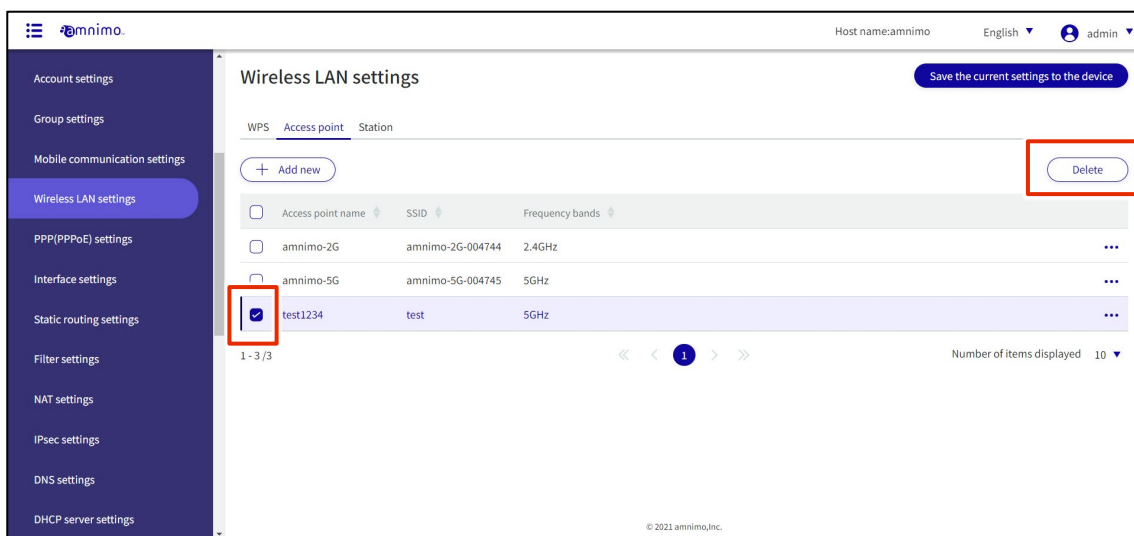 amnimo. Host name:amnimo English admin
Account settings
Group settings
Mobile communication settings
Wireless LAN settings
PPP(PPPoE) settings
Interface settings
Static routing settings
Filter settings
NAT settings
IPsec settings
DNS settings
DHCP server settings
Wireless LAN settings Save the current settings to the device
WPS Access point Station
+ Add new Delete
Access point name SSID Frequency bands
amnimo-2G amnimo-2G-004744 2.4GHz •••
amnimo-5G amnimo-5G-004745 5GHz •••
test1234 test 5GHz •••
1 - 3 /3 1 Number of items displayed 10
© 2021 amnimo,Inc.